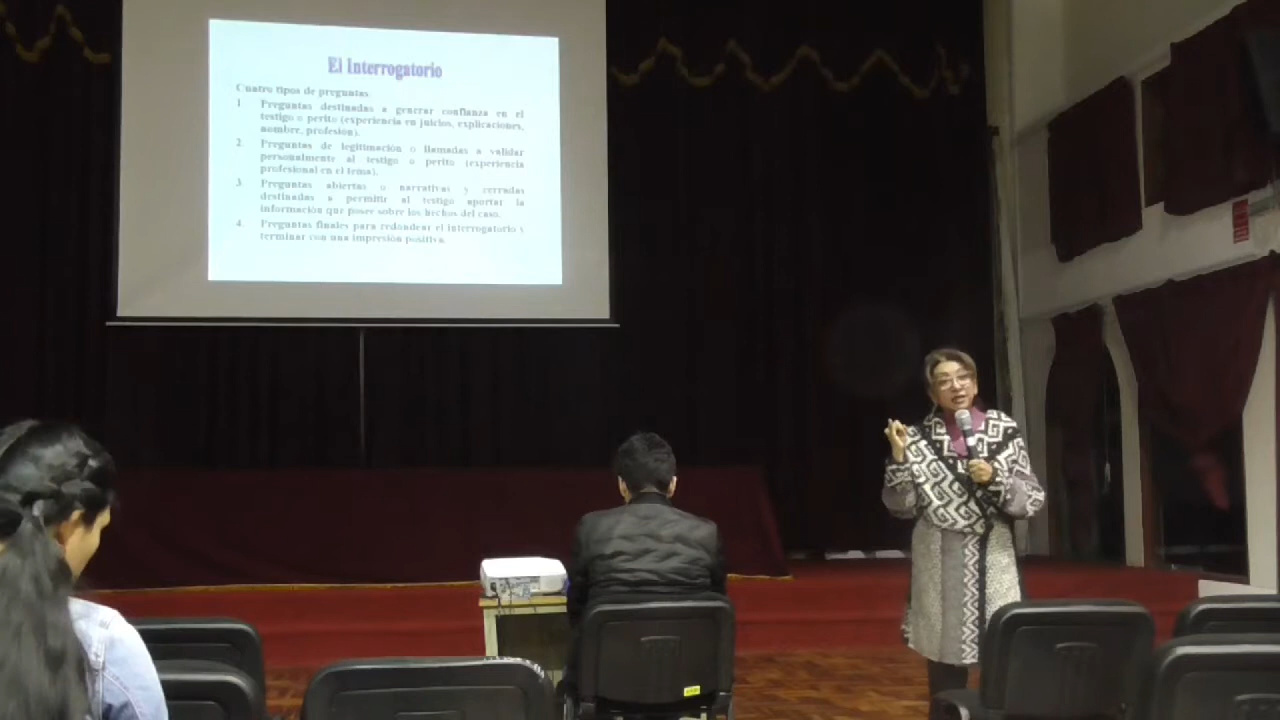 El Interrogatorio
Cuatro tipos de preguntas:
1 Preguntas destinadas a generar confianza en el
testigo o perito (experiencia en juicios, explicaciones,
nombre, profesión).
2. Preguntas de legitimación o llamadas a validar
personalmente al testigo o perito (experiencia
profesional en el tema).
3 Preguntas abiertas o narrativas y cerradas
destinadas a permitir al testigo aportar la
información que posee sobre los hechos del caso.
4. Preguntas finales para redondear el interrogatorio y
terminar con una impresión positiva.